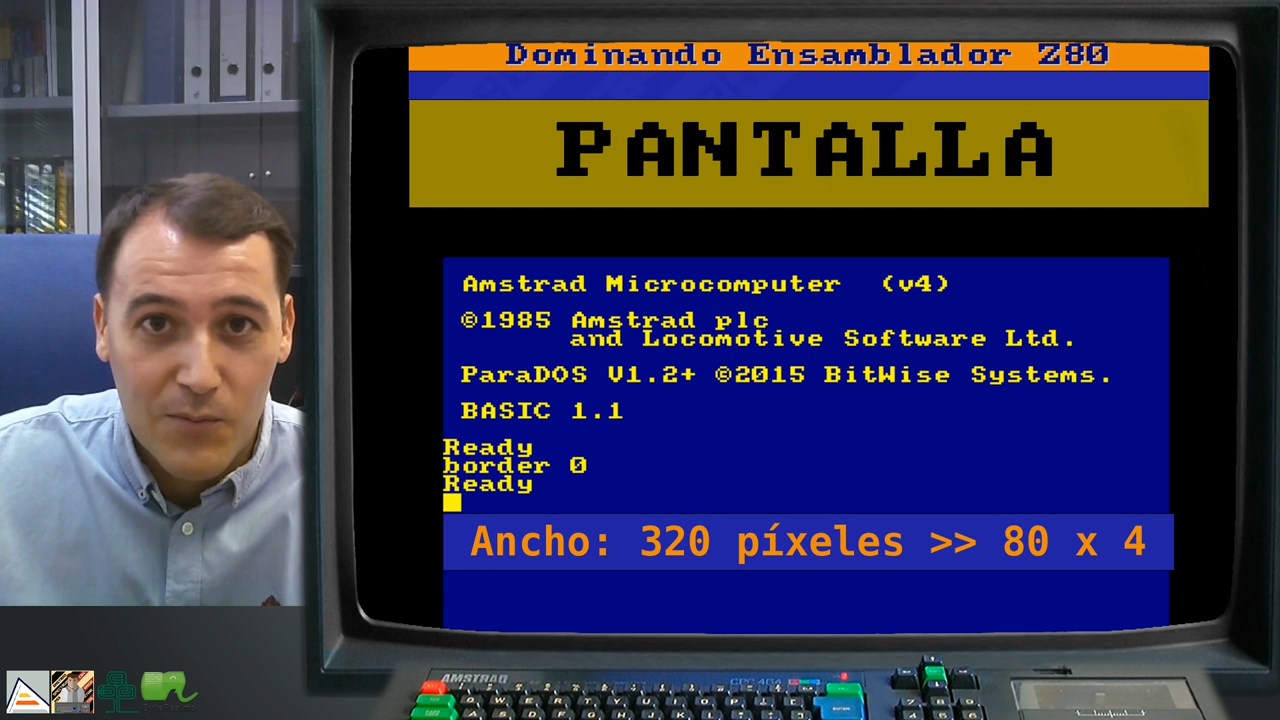 Dominando Ensamblador Z80
PANTALLA
Amstrad Microcomputer (v4)
©1985 Amstrad plc
and Locomotive Software Ltd.
ParaDOS V1.2+ ©2015 BitWise Systems.
BASIC 1.1
Ready
border 0
Ready
Ancho: 320 píxeles >> 80 x 4
AMSTRAD